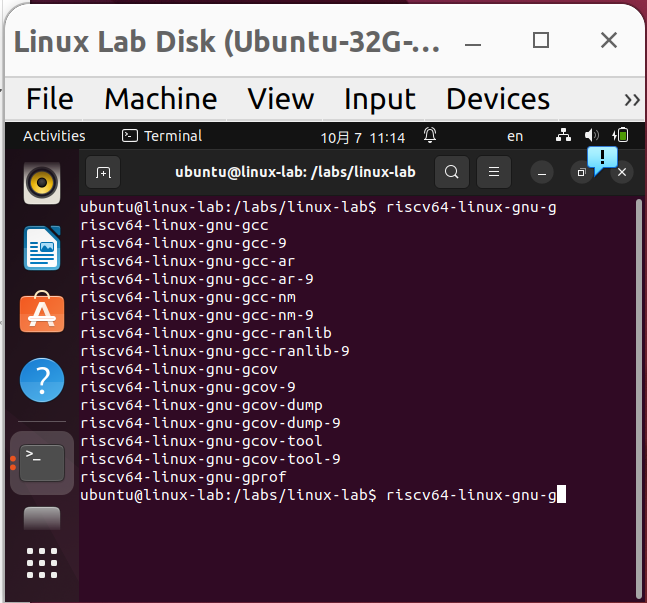 Linux Lab Disk (Ubuntu-32G-...
File Machine View Input Devices »
Activities Terminal 10月 7 11:14 en
ubuntu@linux-lab: /labs/linux-lab
ubuntu@linux-lab:/labs/linux-lab$ riscv64-linux-gnu-g
riscv64-linux-gnu-gcc
riscv64-linux-gnu-gcc-9
riscv64-linux-gnu-gcc-ar
riscv64-linux-gnu-gcc-ar-9
riscv64-linux-gnu-gcc-nm
riscv64-linux-gnu-gcc-nm-9
riscv64-linux-gnu-gcc-ranlib
riscv64-linux-gnu-gcc-ranlib-9
riscv64-linux-gnu-gcov
riscv64-linux-gnu-gcov-9
riscv64-linux-gnu-gcov-dump
riscv64-linux-gnu-gcov-dump-9
riscv64-linux-gnu-gcov-tool
riscv64-linux-gnu-gcov-tool-9
riscv64-linux-gnu-gprof
ubuntu@linux-lab:/labs/linux-lab$ riscv64-linux-gnu-g